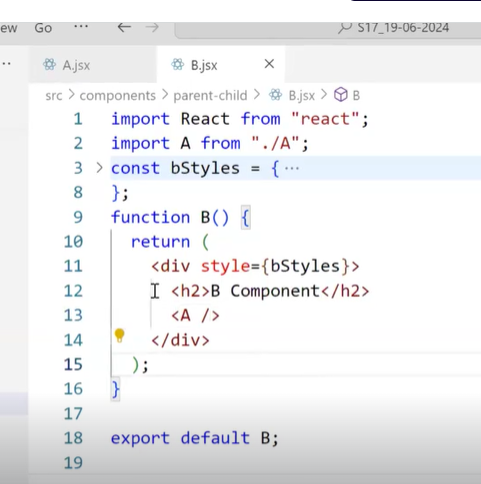 ew Go ··· ← → S17_19-06-2024
·· A.jsx B.jsx ×
src > components > parent-child > B.jsx > B
1 import React from "react";
2 import A from "./A";
3 > const bStyles = { ···
8 };
9 function B() {
10 return (
11 <div style={bStyles}>
12 <h2>B Component</h2>
13 <A />
14 </div>
15 );
16 }
17
18 export default B;
19